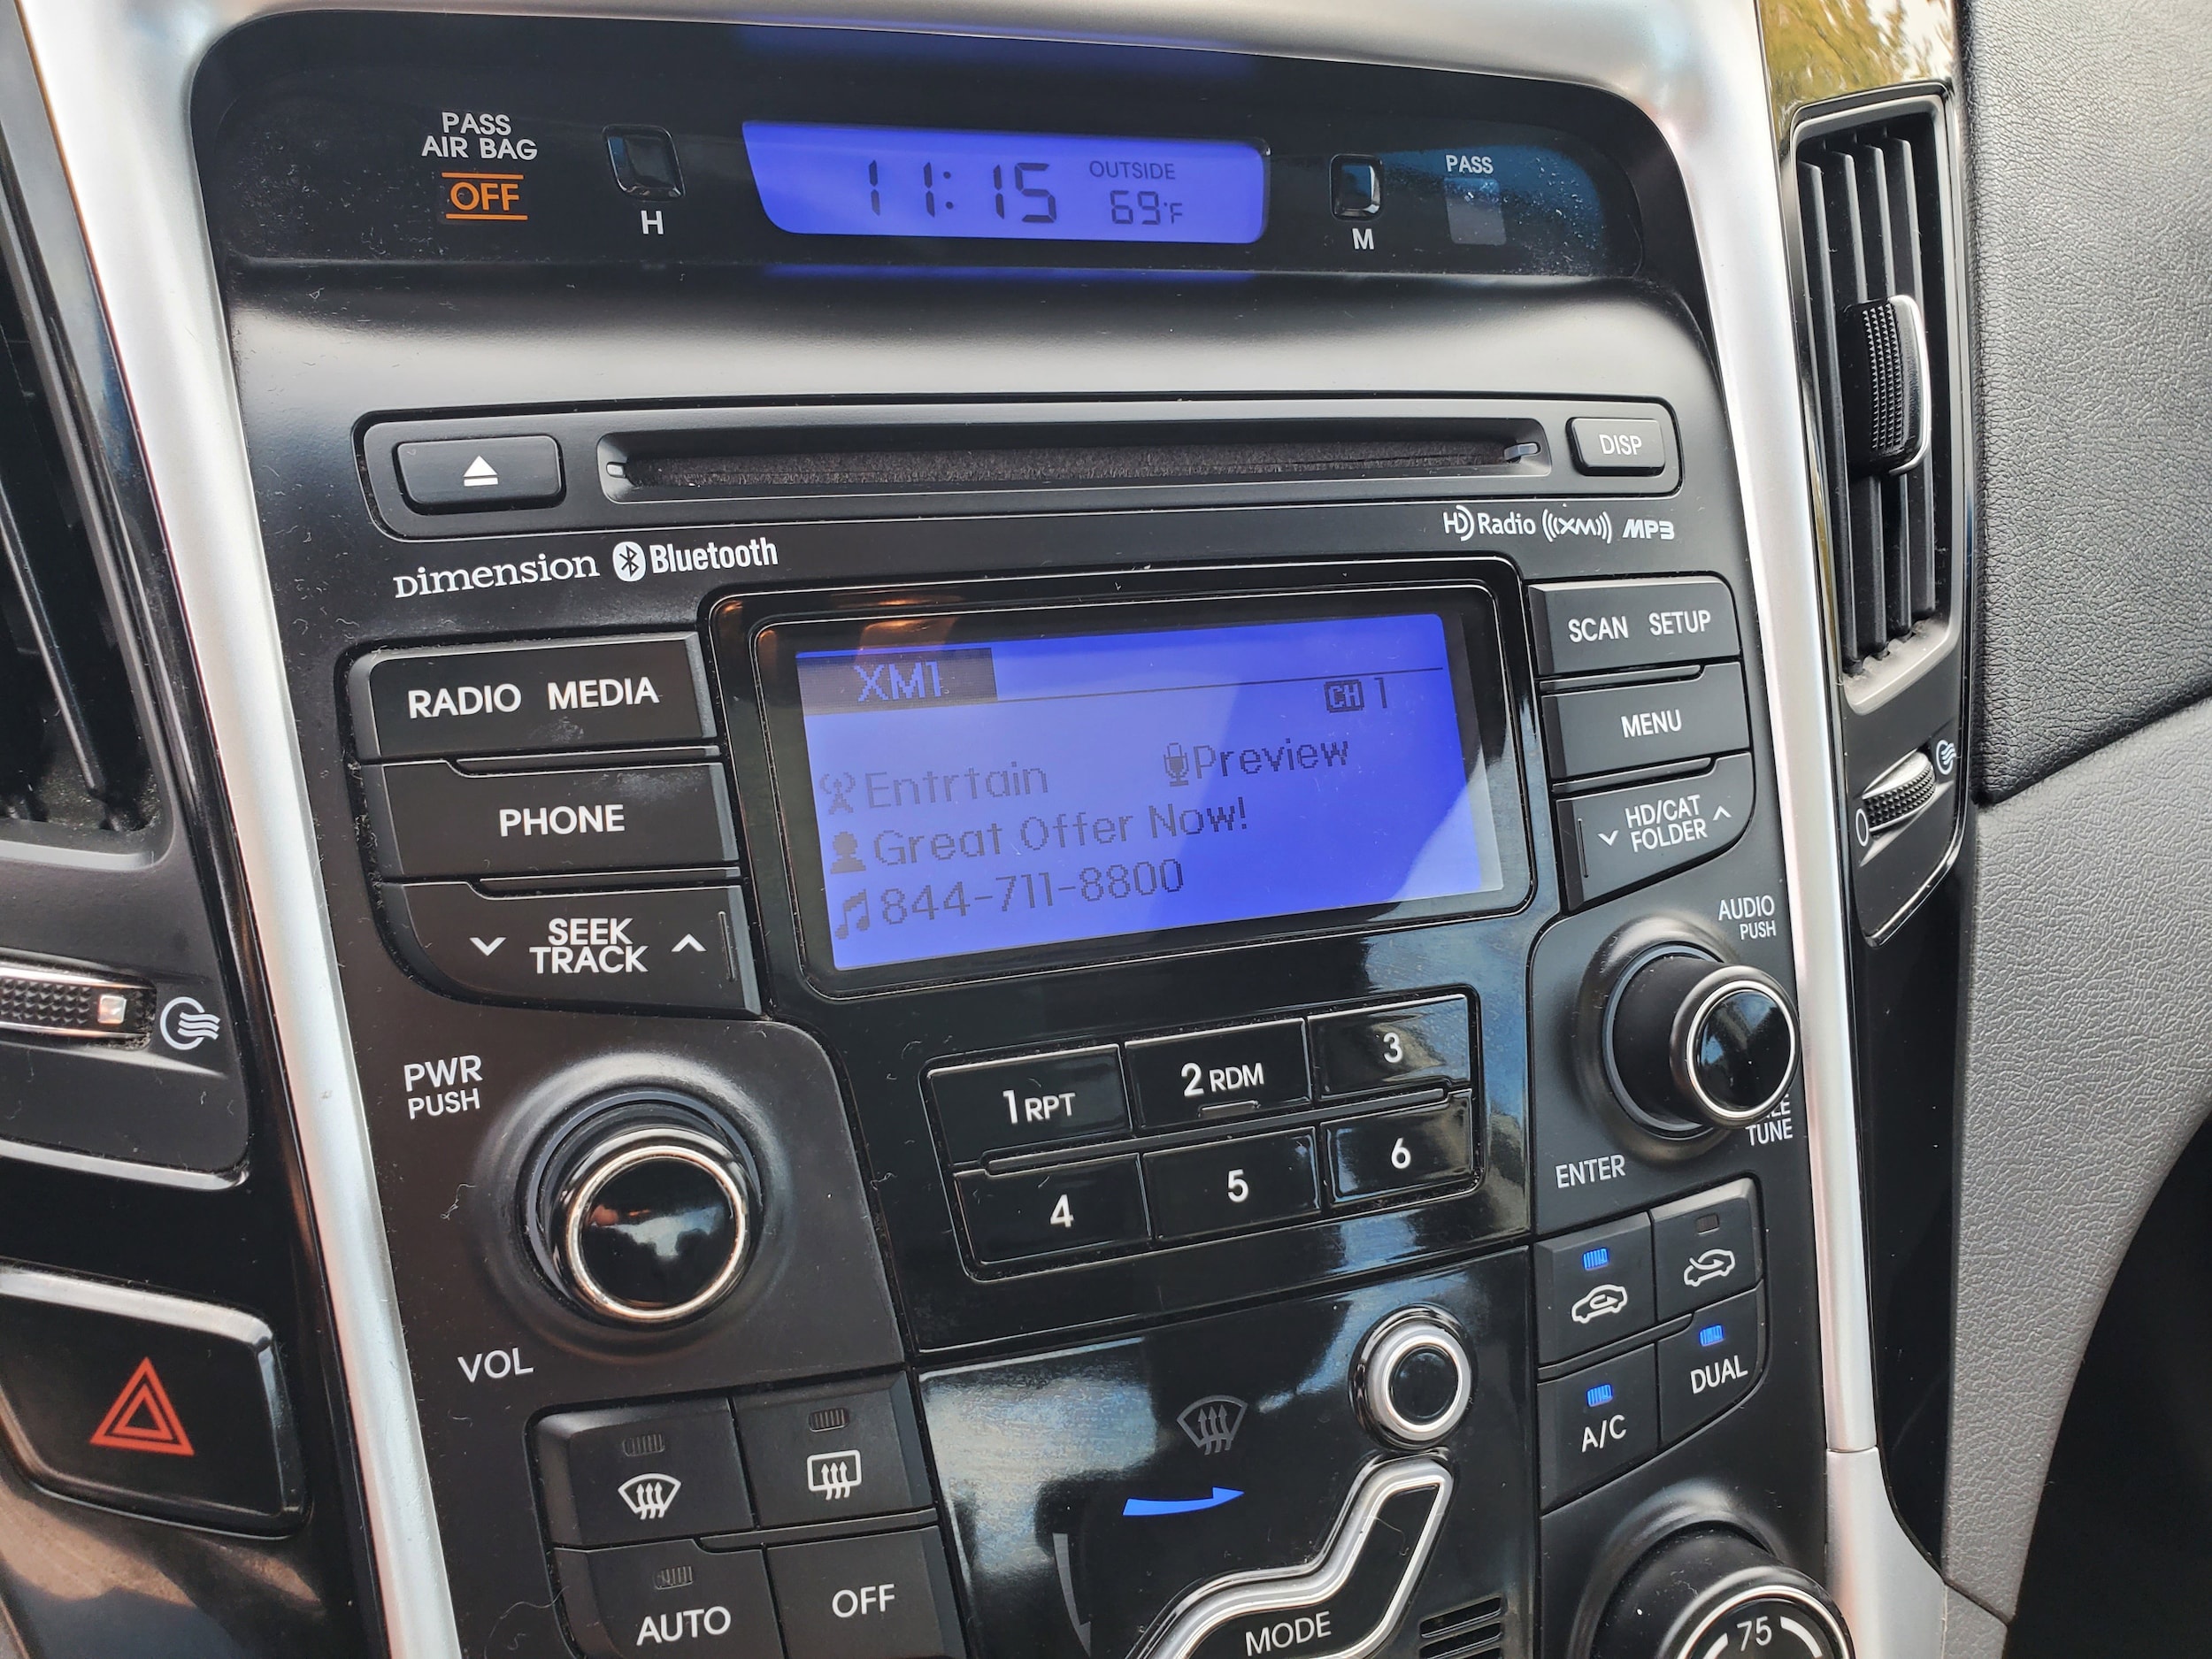 PASS
AIR BAG
OFF
H
11:15
OUTSIDE
69°F
M
PASS
DISP
Dimension Bluetooth
HD Radio ((XM)) MP3
RADIO MEDIA
PHONE
SEEK
TRACK
XM1
CH 1
Entrtain Preview
Great Offer Now!
844-711-8800
SCAN SETUP
MENU
HD/CAT
FOLDER
AUDIO
PUSH
TUNE
ENTER
PWR
PUSH
VOL
1 RPT
2 RDM
3
4
5
6
A/C
DUAL
AUTO
OFF
MODE
75